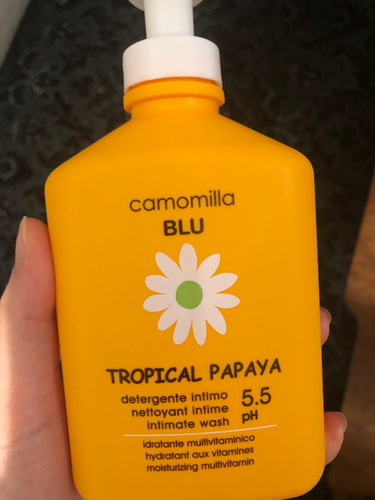 camomilla
BLU
TROPICAL PAPAYA
detergente intimo
nettoyant intime
intimate wash
5.5
pH
idratante multivitaminico
hydratant aux vitamines
moisturizing multivitamin